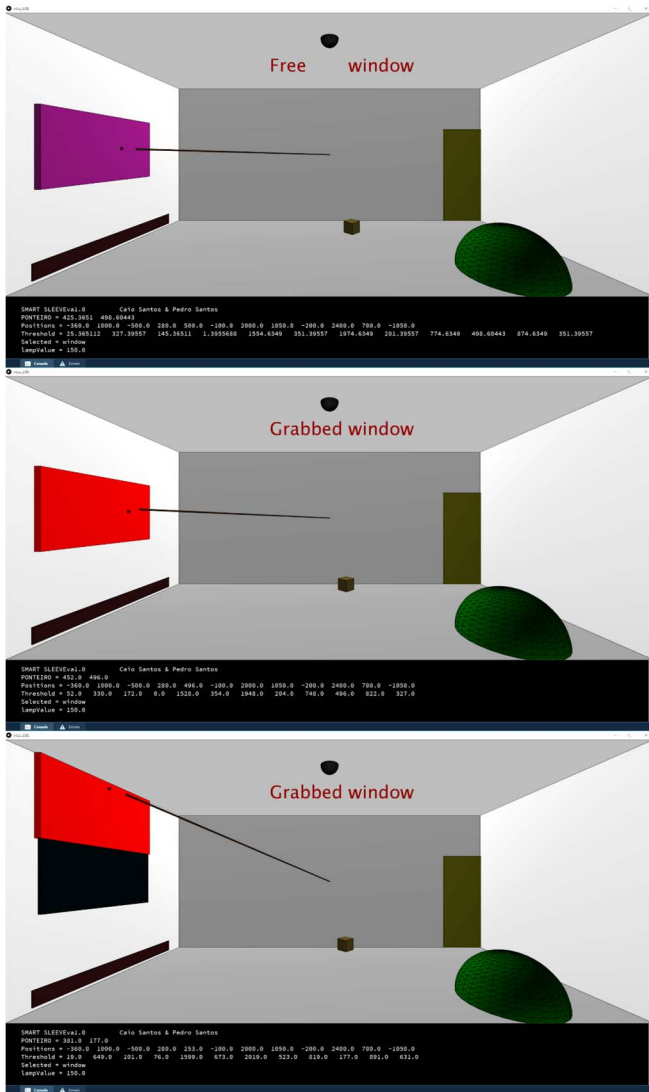 Free window
SMART SLEEVEva1.0 Caio Santos & Pedro Santos
PONTEIRO = 425.3651 498.60443
Positions = -360.0 1000.0 -500.0 280.0 500.0 -100.0 2000.0 1050.0 -200.0 2400.0 700.0 -1050.0
Threshold = 25.365112 327.39557 145.36511 1.3955688 1554.6349 351.39557 1974.6349 201.39557 774.6349 498.60443 874.6349 351.39557
Selected = window
lampValue = 150.0
Console Errors
Grabbed window
SMART SLEEVEva1.0 Caio Santos & Pedro Santos
PONTEIRO = 452.0 496.0
Positions = -360.0 1000.0 -500.0 280.0 496.0 -100.0 2000.0 1050.0 -200.0 2400.0 700.0 -1050.0
Threshold = 52.0 330.0 172.0 0.0 1528.0 354.0 1948.0 204.0 748.0 496.0 822.0 327.0
Selected = window
lampValue = 150.0
Console Errors
Grabbed window
SMART SLEEVEva1.0 Caio Santos & Pedro Santos
PONTEIRO = 381.0 177.0
Positions = -360.0 1000.0 -500.0 280.0 253.0 -100.0 2000.0 1050.0 -200.0 2400.0 700.0 -1050.0
Threshold = 19.0 649.0 101.0 76.0 1599.0 673.0 2019.0 523.0 819.0 177.0 891.0 631.0
Selected = window
lampValue = 150.0
Console Errors